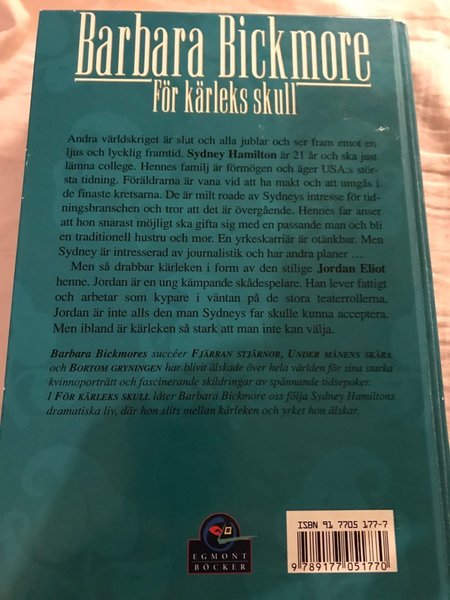 Barbara Bickmore
För kärleks skull
Andra världskriget är slut och alla jublar och ser fram emot en
ljus och lycklig framtid. Sydney Hamilton är 21 år och ska just
lämna college. Hennes familj är förmögen och äger USA:s störs-
ta tidning. Föräldrarna är vana vid att ha makt och att umgås i
de finaste kretsarna. De är milt roade av Sydneys intresse för tid-
ningsbranschen och tror att det är övergående. Hennes far anser
att hon snarast möjligt ska gifta sig med en passande man och bli
en traditionell hustru och mor. En yrkeskarriär är otänkbar. Men
Sydney är intresserad av journalistik och har andra planer ...
Men så drabbar kärleken i form av den stilige Jordan Eliot
henne. Jordan är en ung kämpande skådespelare. Han lever fattigt
och arbetar som kypare i väntan på de stora teaterrollerna.
Jordan är inte alls den man Sydneys far skulle kunna acceptera.
Men ibland är kärleken så stark att man inte kan välja.
Barbara Bickmores succéer FJÄRRAN STJÄRNOR, UNDER MÅNENS SKÄRA
och BORTOM GRYNINGEN har blivit älskade över hela världen för sina starka
kvinnoporträtt och fascinerande skildringar av spännande tidsepoker.
I FÖR KÄRLEKS SKULL låter Barbara Bickmore oss följa Sydney Hamiltons
dramatiska liv, där hon slits mellan kärleken och yrket hon älskar.
EGMONT
BÖCKER
ISBN 91 7705 177-7
9789177051770